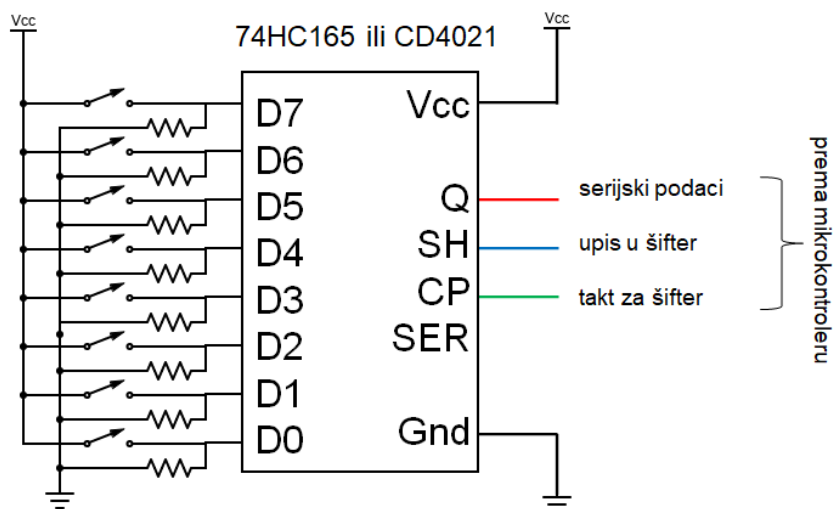 Vcc
74HC165 ili CD4021
Vcc
D7
D6
D5
D4
D3
D2
D1
D0
Vcc
Q
SH
CP
SER
Gnd
serijski podaci
upis u šifter
takt za šifter
prema mikrokontroleru